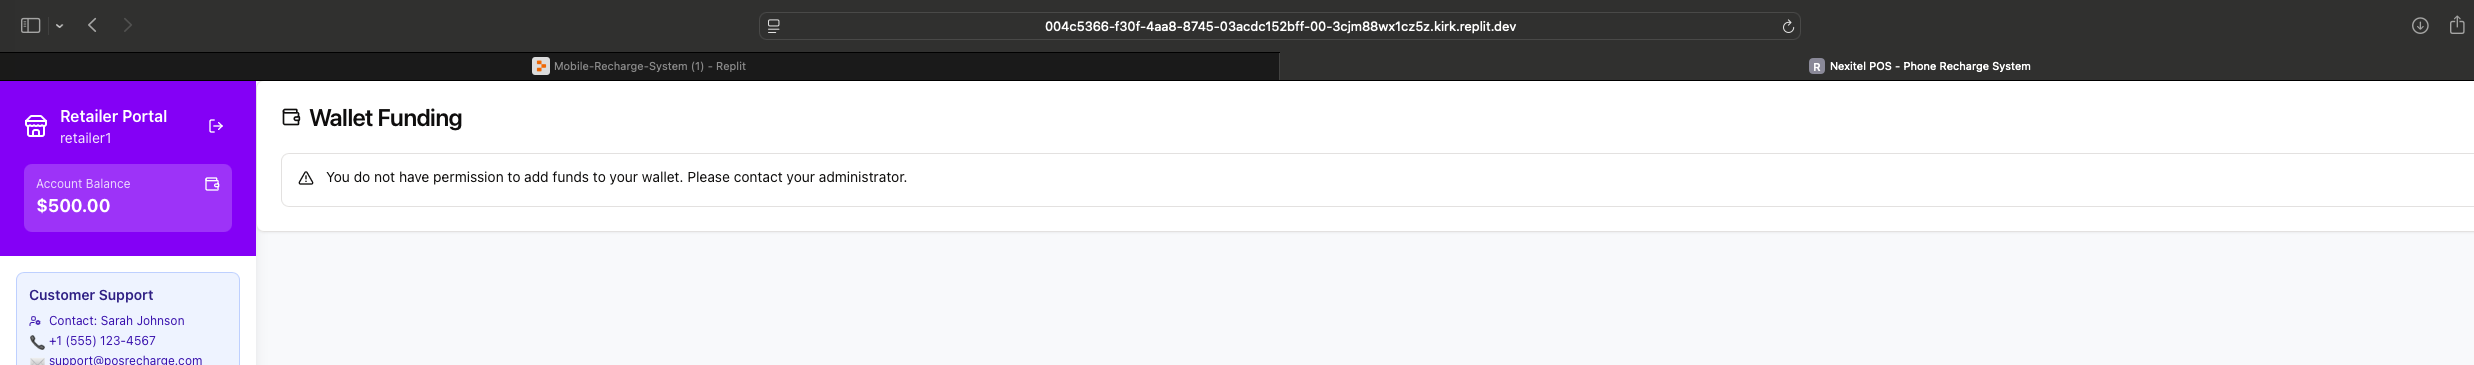 004c5366-f30f-4aa8-8745-03acdc152bff-00-3cjm88wx1cz5z.kirk.replit.dev
Mobile-Recharge-System (1) - Replit
R Nexitel POS - Phone Recharge System
Retailer Portal
retailer1
Account Balance
$500.00
Customer Support
Contact: Sarah Johnson
+1 (555) 123-4567
support@posrecharge.com
Wallet Funding
You do not have permission to add funds to your wallet. Please contact your administrator.